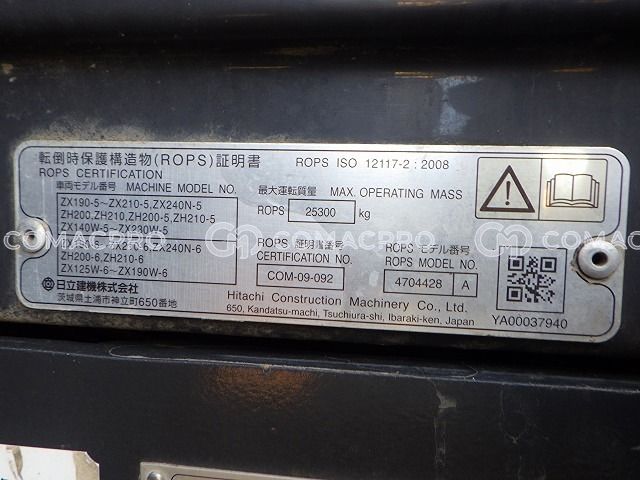 転倒時保護構造物(ROPS)証明書
ROPS CERTIFICATION
ROPS ISO 12117-2 : 2008
車両モデル番号 MACHINE MODEL NO.
ZX190-5~ZX210-5,ZX240N-5
ZH200,ZH210,ZH200-5,ZH210-5
ZX140W-5~ZX230W-5
ZX240N-6
ZH200-6,ZH210-6
ZX125W-6~ZX190W-6
最大運転質量 MAX. OPERATING MASS
ROPS 25300 kg
ROPS 証明書番号
CERTIFICATION NO.
COM-09-092
ROPS モデル番号
ROPS MODEL NO.
4704428 A
日立建機株式会社
茨城県土浦市神立町650番地
Hitachi Construction Machinery Co., Ltd.
650, Kandatsu-machi, Tsuchiura-shi, Ibaraki-ken, Japan
YA00037940
COMACPRO COMACPRO COMACPRO